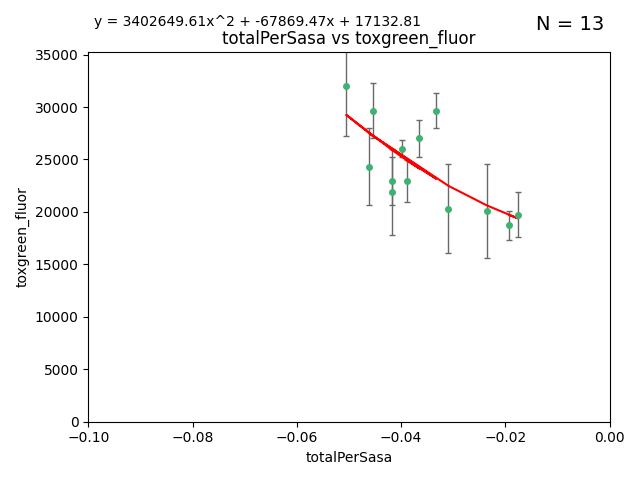 y = 3402649.61x^2 + -67869.47x + 17132.81
N = 13
totalPerSasa vs toxgreen_fluor
toxgreen_fluor
35000
30000
25000
20000
15000
10000
5000
0
−0.10
−0.08
−0.06
−0.04
−0.02
0.00
totalPerSasa